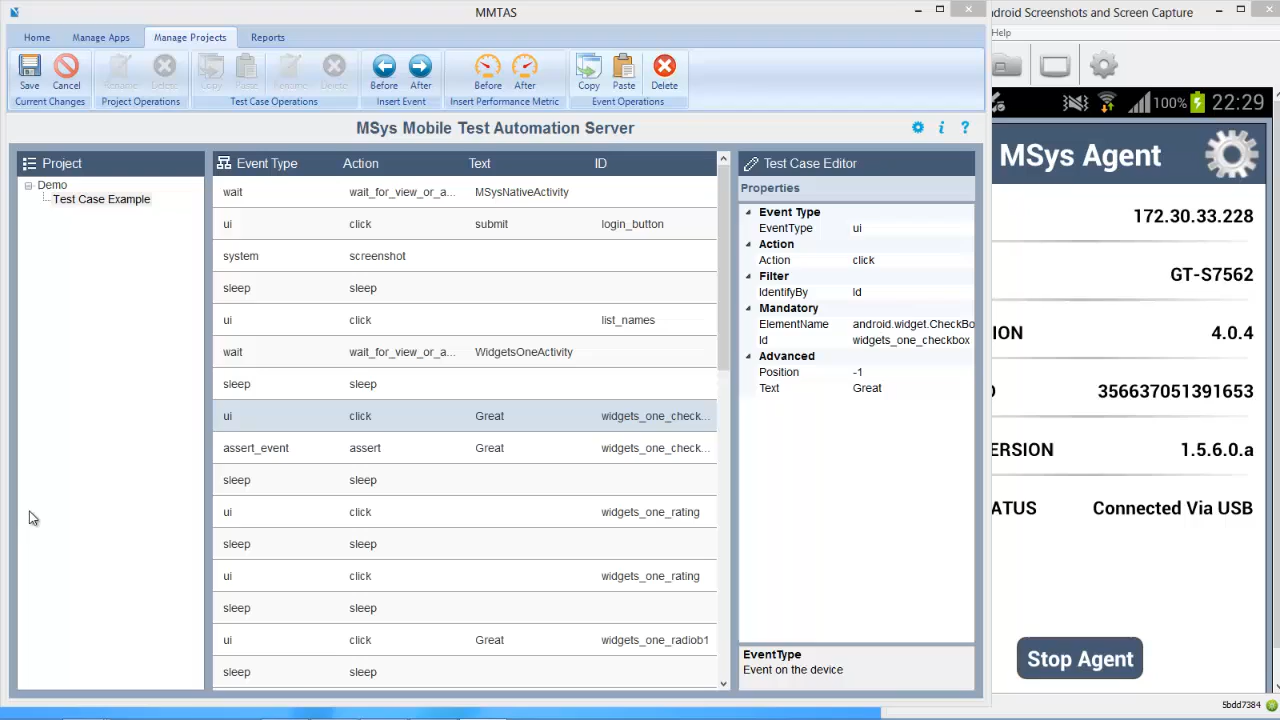 MMTAS
Home Manage Apps Manage Projects Reports
Save Cancel Rename Delete Copy Paste Rename Delete Before After Before After Copy Paste Delete
Current Changes Project Operations Test Case Operations Insert Event Insert Performance Metric Event Operations
MSys Mobile Test Automation Server
Project
Demo
Test Case Example
Event Type Action Text ID
wait wait_for_view_or_a... MSysNativeActivity
ui click submit login_button
system screenshot
sleep sleep
ui click list_names
wait wait_for_view_or_a... WidgetsOneActivity
sleep sleep
ui click Great widgets_one_check...
assert_event assert Great widgets_one_check...
sleep sleep
ui click widgets_one_rating
sleep sleep
ui click widgets_one_rating
sleep sleep
ui click Great widgets_one_radiob1
sleep sleep
Test Case Editor
Properties
Event Type
EventType ui
Action
Action click
Filter
IdentifyBy Id
Mandatory
ElementName android.widget.CheckBo
Id widgets_one_checkbox
Advanced
Position -1
Text Great
EventType
Event on the device
ndroid Screenshots and Screen Capture
Help
100% 22:29
MSys Agent
172.30.33.228
GT-S7562
ION 4.0.4
356637051391653
ERSION 1.5.6.0.a
ATUS Connected Via USB
Stop Agent
5bdd7384